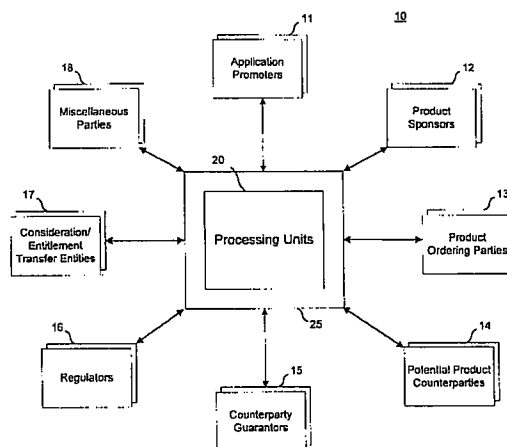 10
11
Application
Promoters
18
Miscellaneous
Parties
12
Product
Sponsors
20
Processing Units
25
17
Consideration/
Entitlement
Transfer Entities
13
Product
Ordering Parties
16
Regulators
15
Counterparty
Guarantors
14
Potential Product
Counterparties